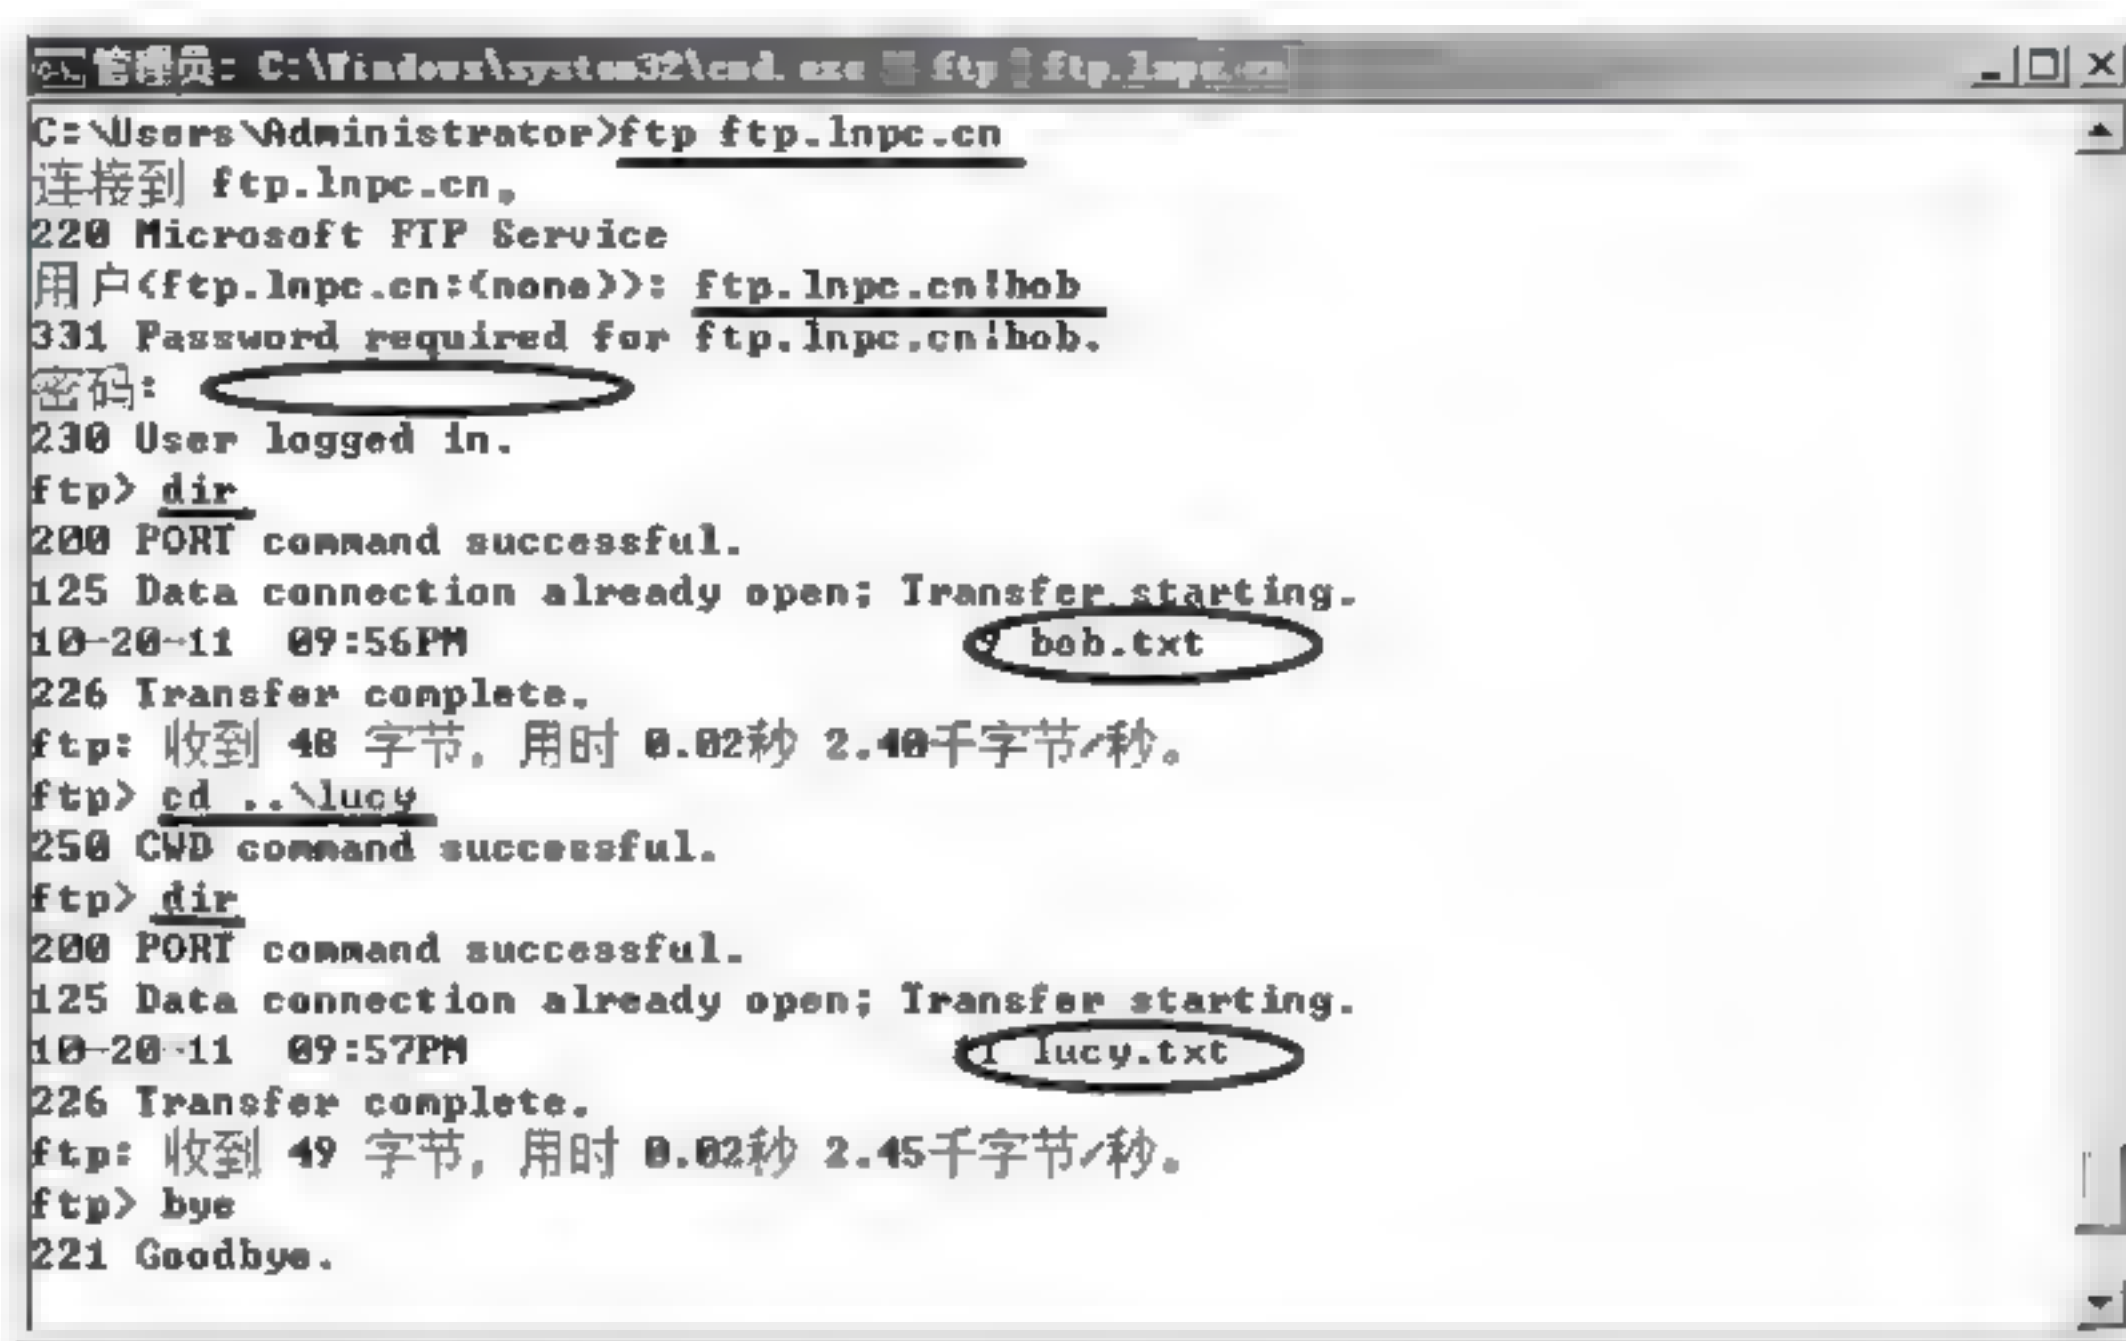 管理员: C:\Windows\system32\cmd.exe ftp ftp.lnpc.cn
C:\Users\Administrator>ftp ftp.lnpc.cn
连接到 ftp.lnpc.cn。
220 Microsoft FTP Service
用户(ftp.lnpc.cn:(none)): ftp.lnpc.cn|bob
331 Password required for ftp.lnpc.cn|bob.
密码:
230 User logged in.
ftp> dir
200 PORT command successful.
125 Data connection already open; Transfer starting.
10-20-11  09:56PM                 9 bob.txt
226 Transfer complete.
ftp: 收到 48 字节，用时 0.02秒 2.40千字节/秒。
ftp> cd ..\lucy
250 CWD command successful.
ftp> dir
200 PORT command successful.
125 Data connection already open; Transfer starting.
10-20-11  09:57PM                 11 lucy.txt
226 Transfer complete.
ftp: 收到 49 字节，用时 0.02秒 2.45千字节/秒。
ftp> bye
221 Goodbye.